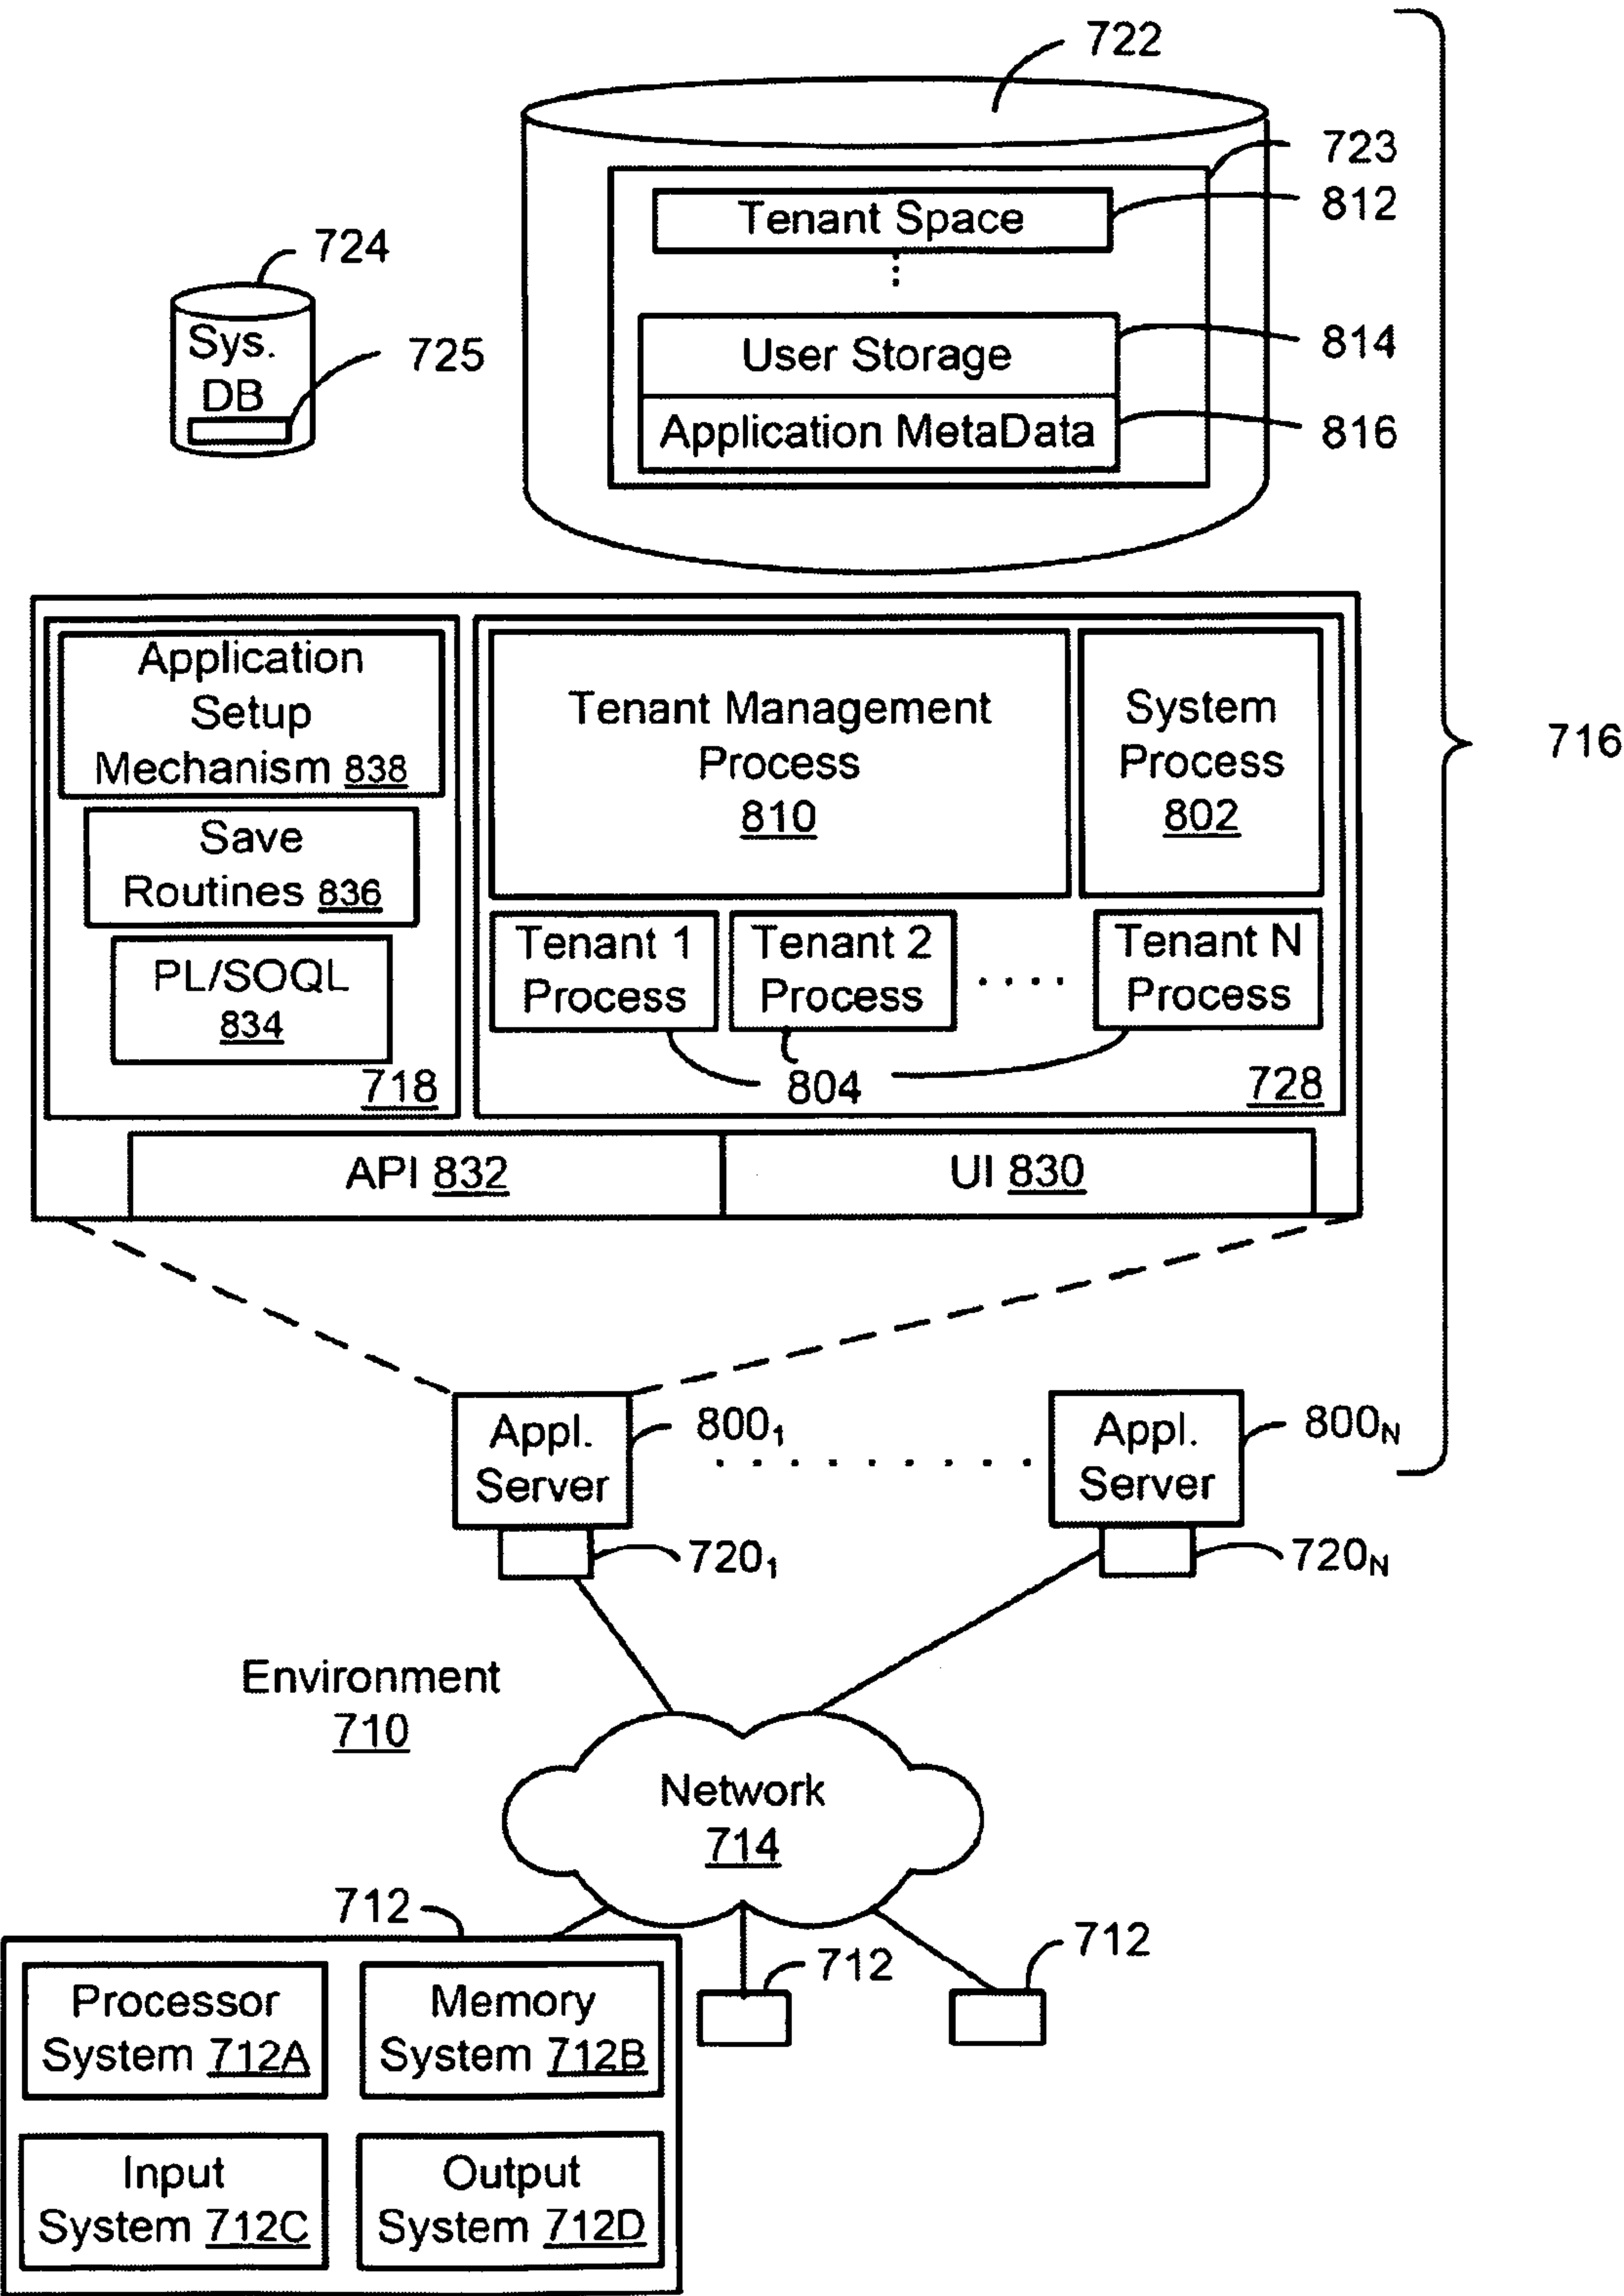 722
723
Tenant Space
812
724
Sys.
DB
725
User Storage
814
Application MetaData
816
Application
Setup
Mechanism 838
Tenant Management
Process
810
System
Process
802
716
Save
Routines 836
Tenant 1
Process
Tenant 2
Process
. . . .
Tenant N
Process
PL/SOQL
834
718
804
728
API 832
UI 830
Appl.
Server
800₁
. . . . . . . . .
Appl.
Server
800N
720₁
720N
Environment
710
Network
714
712
712
712
Processor
System 712A
Memory
System 712B
Input
System 712C
Output
System 712D